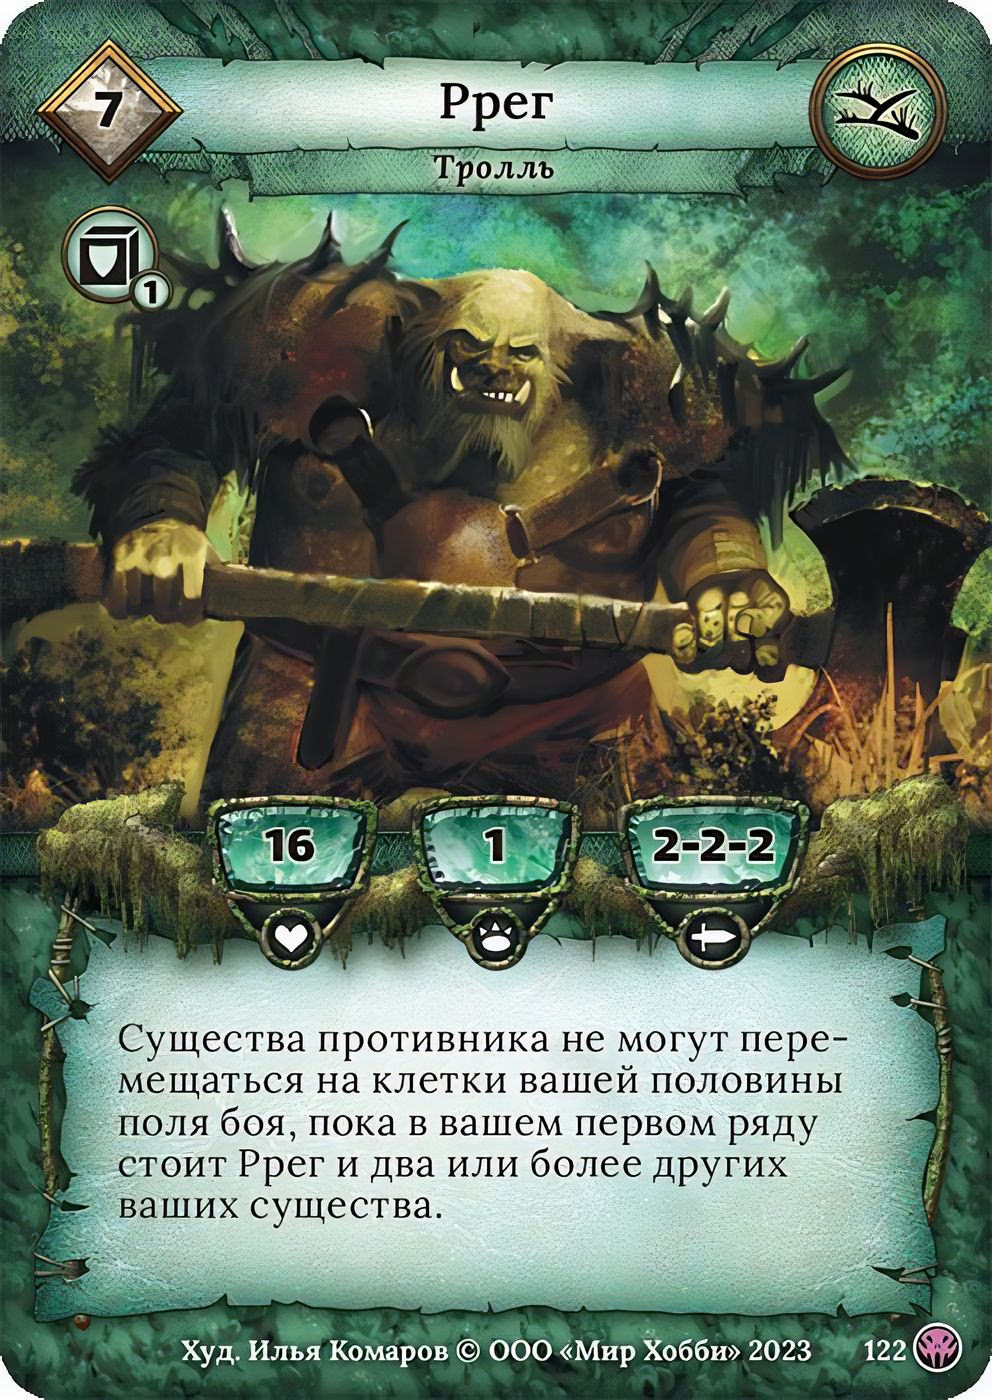 7
Ррег
Тролль
1
16
1
2-2-2
Существа противника не могут пере-
мещаться на клетки вашей половины
поля боя, пока в вашем первом ряду
стоит Ррег и два или более других
ваших существа.
Худ. Илья Комаров © ООО «Мир Хобби» 2023
122